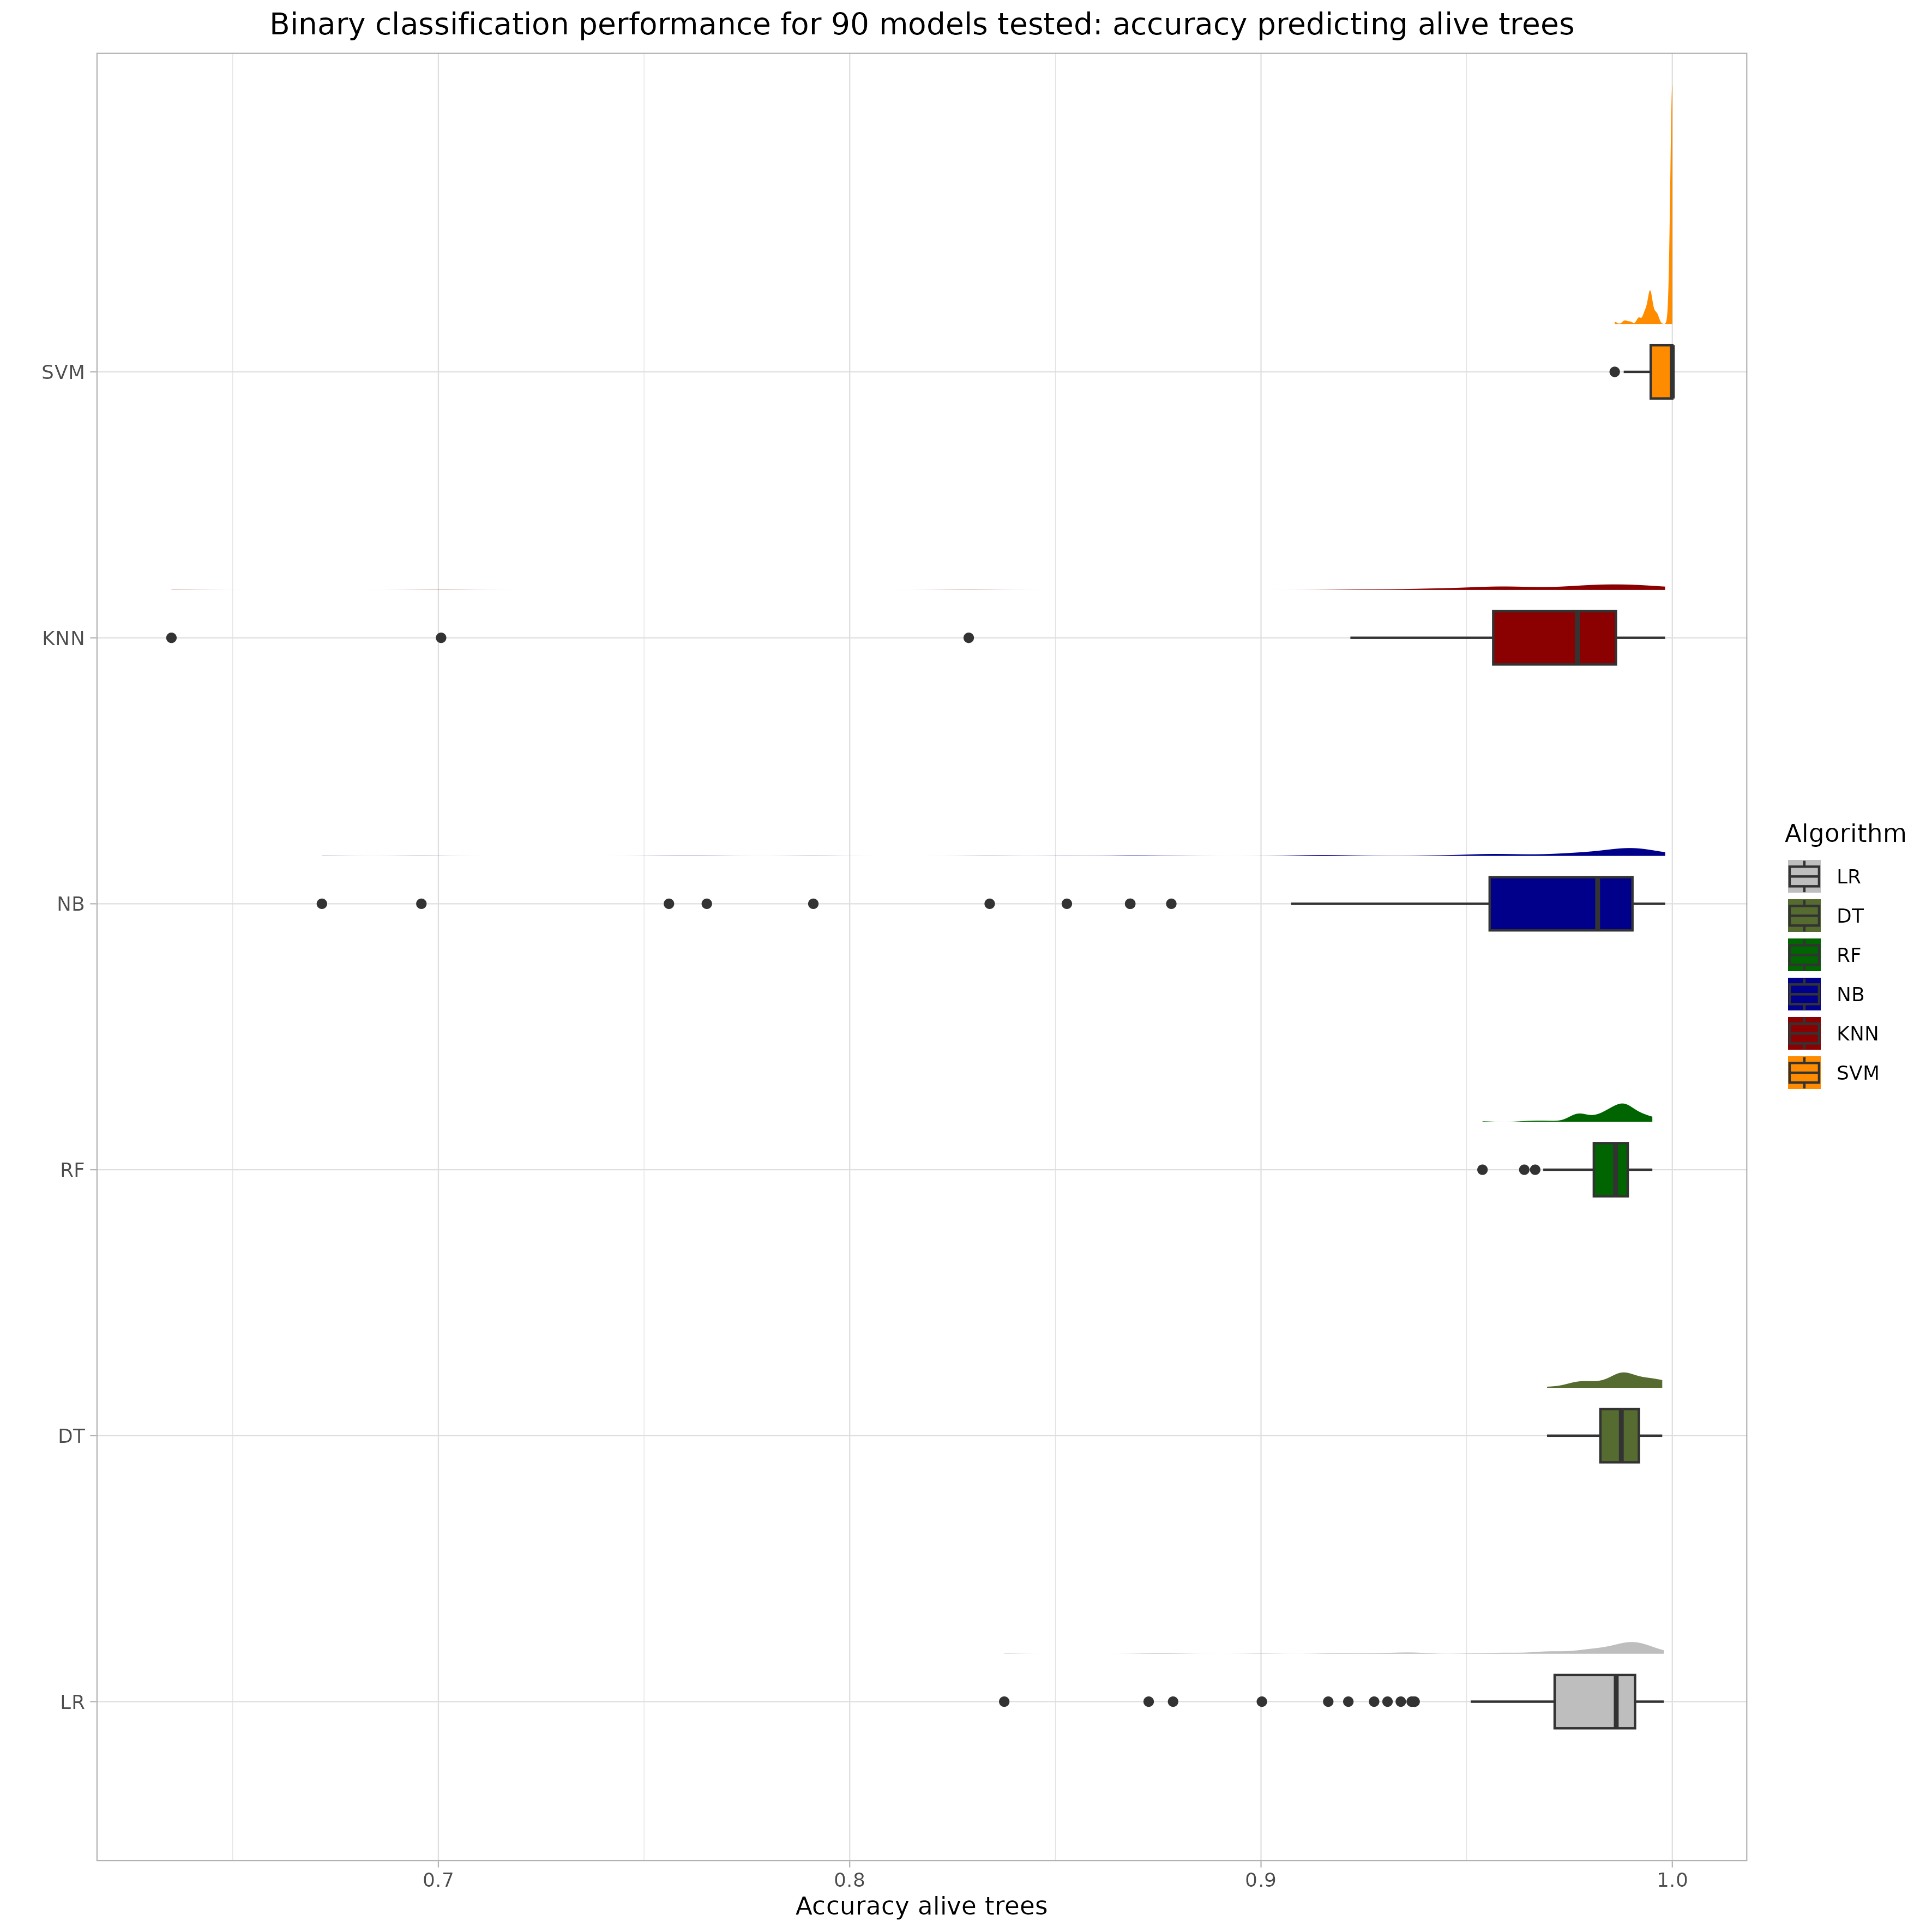 Binary classification performance for 90 models tested: accuracy predicting alive trees
SVM
KNN
NB
RF
DT
LR
0.7
0.8
0.9
1.0
Accuracy alive trees
Algorithm
LR
DT
RF
NB
KNN
SVM